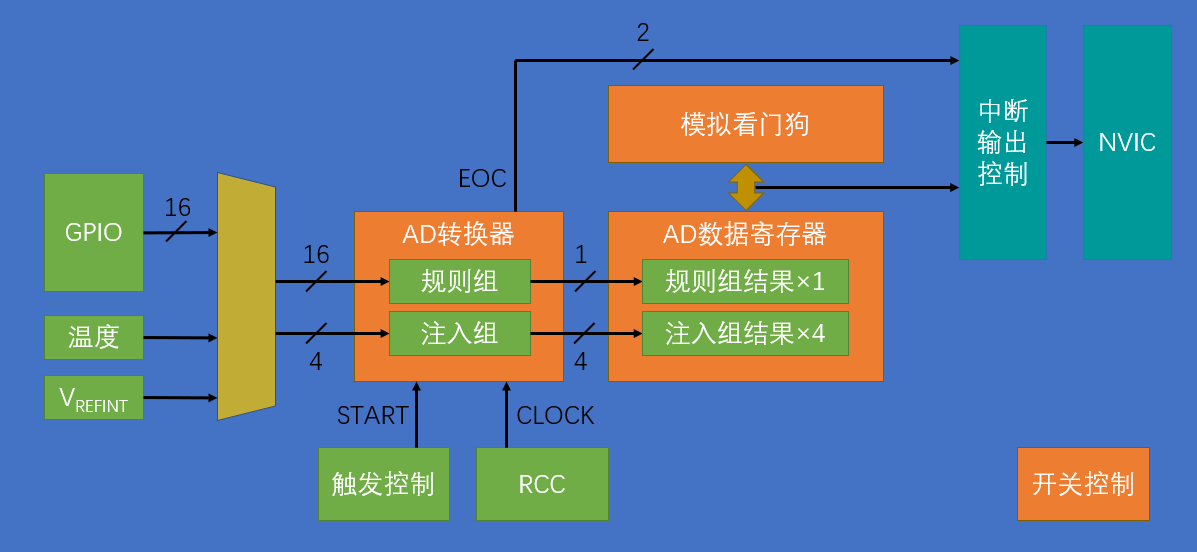 2
模拟看门狗
中断
输出
控制
NVIC
EOC
GPIO
16
AD转换器
AD数据寄存器
16
规则组
1
规则组结果×1
温度
4
注入组
4
注入组结果×4
VREFINT
START
CLOCK
触发控制
RCC
开关控制